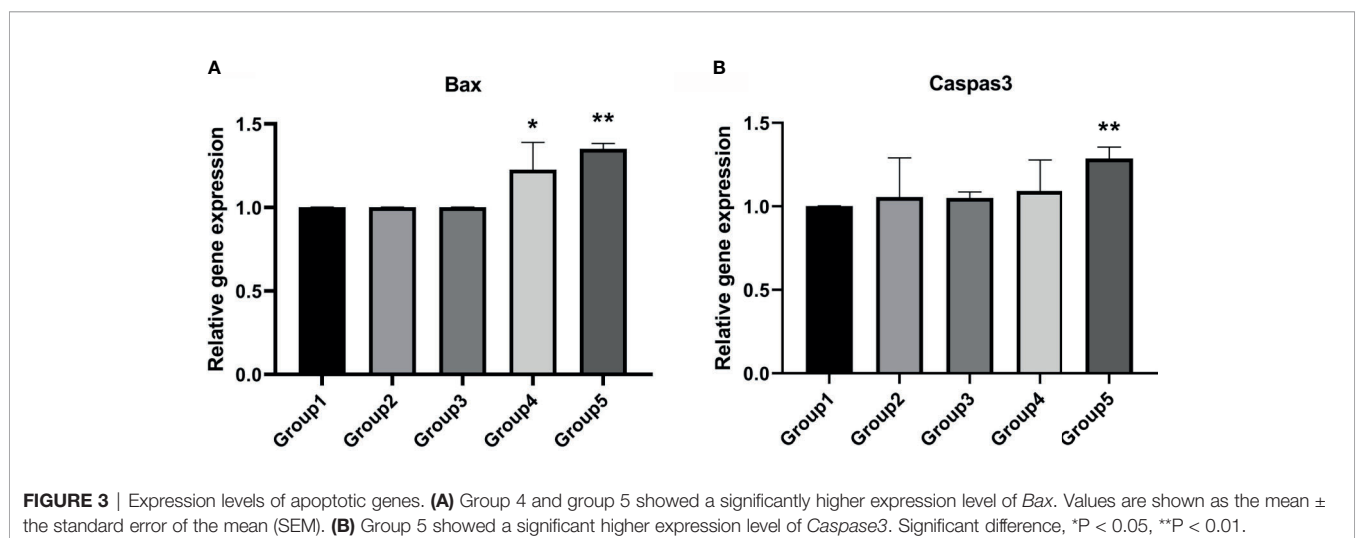 A
Bax
Relative gene expression
1.5
1.0
0.5
0.0
*
**
Group1
Group2
Group3
Group4
Group5
B
Caspas3
Relative gene expression
1.5
1.0
0.5
0.0
**
Group1
Group2
Group3
Group4
Group5
FIGURE 3 | Expression levels of apoptotic genes. (A) Group 4 and group 5 showed a significantly higher expression level of Bax. Values are shown as the mean ±
the standard error of the mean (SEM). (B) Group 5 showed a significant higher expression level of Caspase3. Significant difference, *P < 0.05, **P < 0.01.